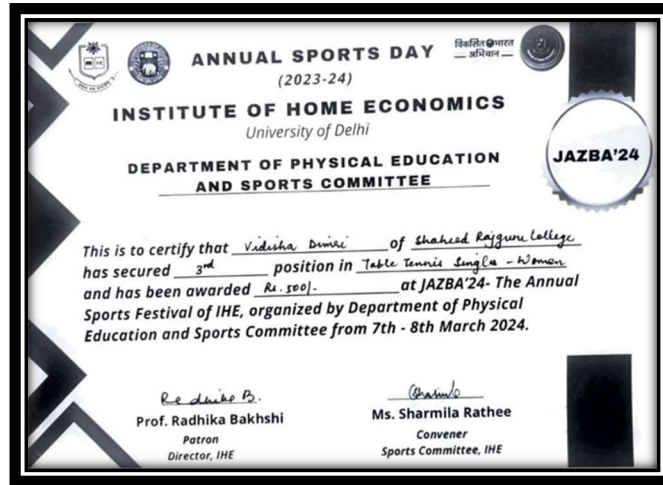 ANNUAL SPORTS DAY
विकसित भारत
अभियान
(2023-24)
INSTITUTE OF HOME ECONOMICS
University of Delhi
JAZBA'24
DEPARTMENT OF PHYSICAL EDUCATION
AND SPORTS COMMITTEE
This is to certify that Vidisha Dimri of Shaheed Rajguru College
has secured 3rd position in Table Tennis Singles - Women
and has been awarded Rs. 500/- at JAZBA'24- The Annual
Sports Festival of IHE, organized by Department of Physical
Education and Sports Committee from 7th - 8th March 2024.
Radhika B.
Prof. Radhika Bakhshi
Patron
Director, IHE
Ms. Sharmila Rathee
Convener
Sports Committee, IHE